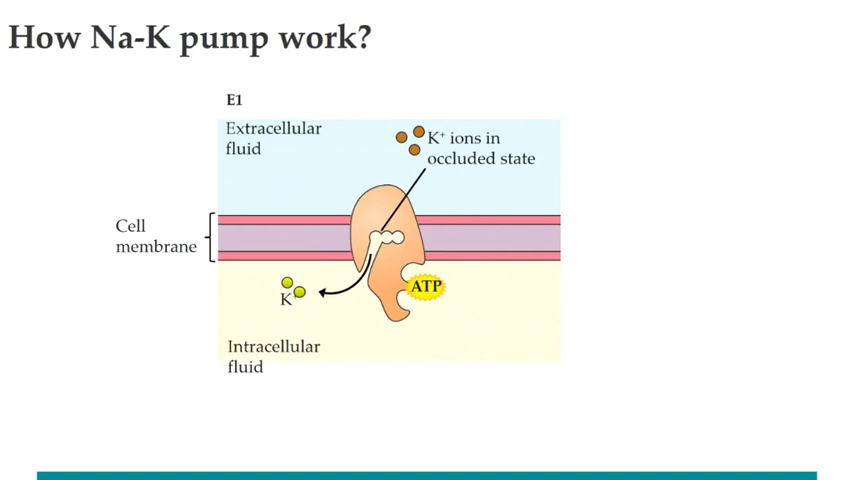 How Na-K pump work?
E1
Extracellular
fluid
K⁺ ions in
occluded state
Cell
membrane
ATP
K⁺
Intracellular
fluid